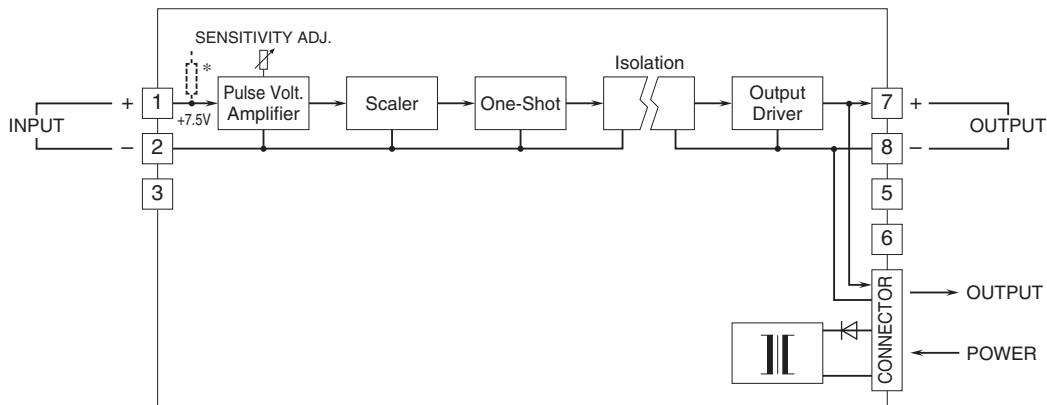 SENSITIVITY ADJ.
*
Isolation
+ 1 Pulse Volt. Amplifier Scaler One-Shot Output Driver 7 +
+7.5V
INPUT
OUTPUT
– 2 8 –
3 5
6
CONNECTOR
OUTPUT
POWER